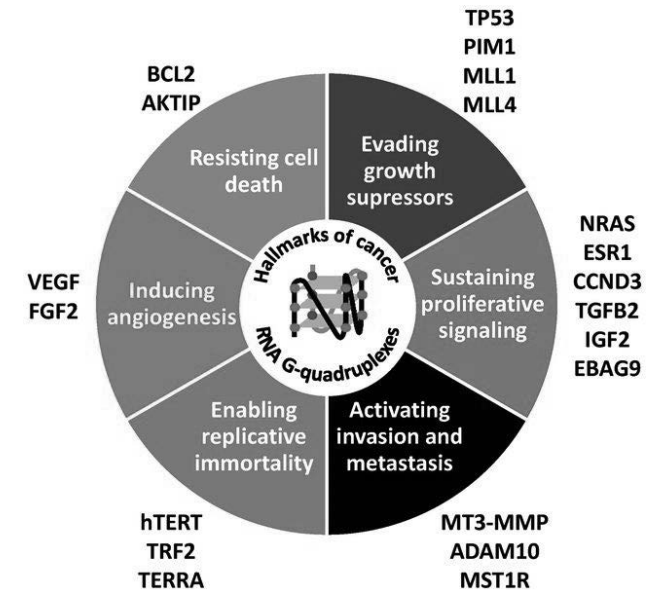 TP53
PIM1
MLL1
MLL4
BCL2
AKTIP
Evading
growth
supressors
Resisting cell
death
NRAS
ESR1
CCND3
TGFB2
IGF2
EBAG9
Sustaining
proliferative
signaling
Hallmarks of cancer
RNA G-quadruplexes
VEGF
FGF2
Inducing
angiogenesis
Enabling
replicative
immortality
Activating
invasion and
metastasis
hTERT
TRF2
TERRA
MT3-MMP
ADAM10
MST1R